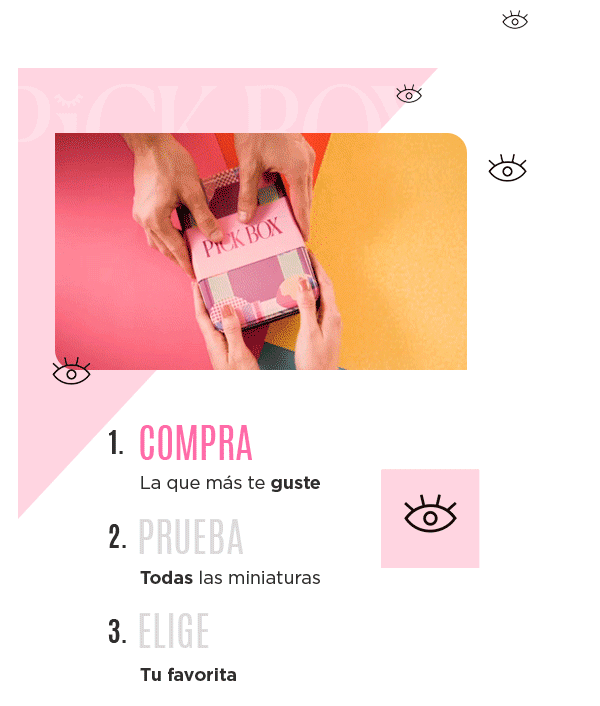 PiCK BOX
PiCK BOX
1. COMPRA
La que más te guste
2. PRUEBA
Todas las miniaturas
3. ELIGE
Tu favorita